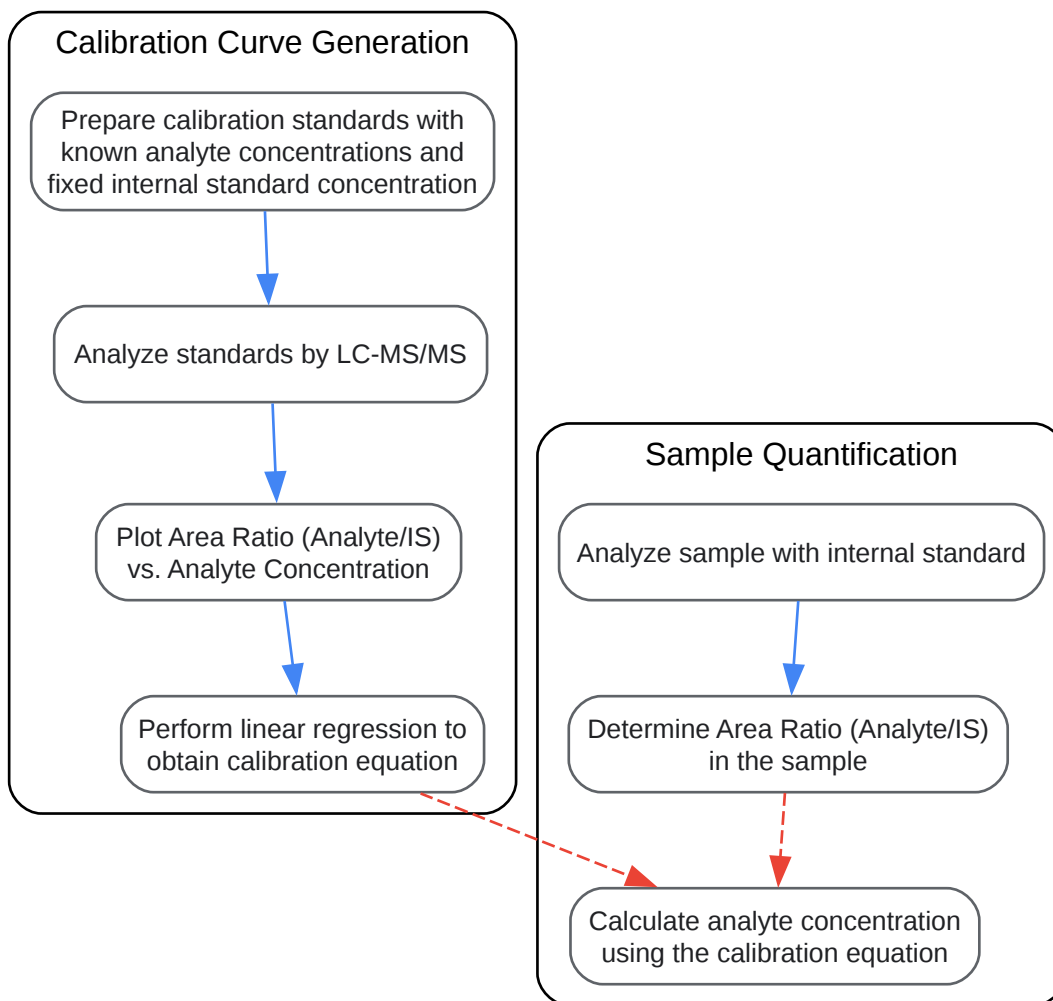 Calibration Curve Generation
Prepare calibration standards with
known analyte concentrations and
fixed internal standard concentration
Analyze standards by LC-MS/MS
Plot Area Ratio (Analyte/IS)
vs. Analyte Concentration
Perform linear regression to
obtain calibration equation
Sample Quantification
Analyze sample with internal standard
Determine Area Ratio (Analyte/IS)
in the sample
Calculate analyte concentration
using the calibration equation